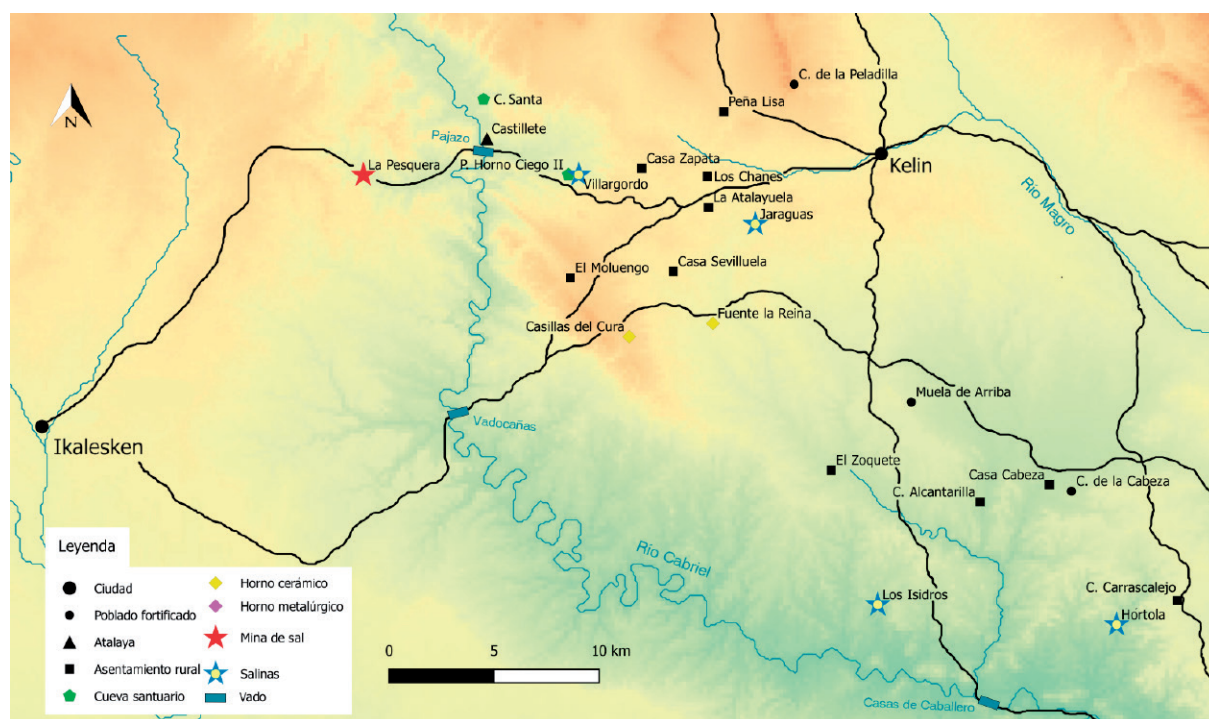 C. de la Peladilla
C. Santa
Peña Lisa
Pajazo
Castillete
Kelin
La Pesquera
P. Horno Ciego II
Casa Zapata
Los Chanes
Villargordo
La Atalayuela
Jaraguas
Río Magro
El Moluengo
Casa Sevilluela
Fuente la Reina
Casillas del Cura
Muela de Arriba
Vadocañas
Ikalesken
El Zoquete
Casa Cabeza
C. de la Cabeza
C. Alcantarilla
Río Cabriel
Los Isidros
C. Carrascalejo
Hórtola
Casas de Caballero
N
Leyenda
Ciudad
Poblado fortificado
Atalaya
Asentamiento rural
Cueva santuario
Horno cerámico
Horno metalúrgico
Mina de sal
Salinas
Vado
0 5 10 km